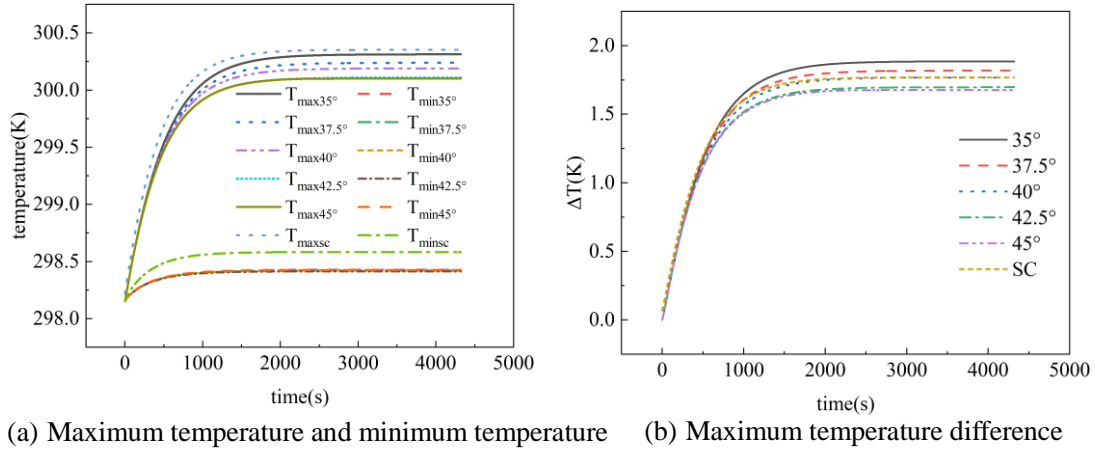 temperature(K)
300.5
300.0
299.5
299.0
298.5
298.0
0
1000
2000
3000
4000
5000
time(s)
Tmax35°
Tmin35°
Tmax37.5°
Tmin37.5°
Tmax40°
Tmin40°
Tmax42.5°
Tmin42.5°
Tmax45°
Tmin45°
Tmaxsc
Tminsc
(a) Maximum temperature and minimum temperature
ΔT(K)
2.0
1.5
1.0
0.5
0.0
0
1000
2000
3000
4000
5000
time(s)
35°
37.5°
40°
42.5°
45°
SC
(b) Maximum temperature difference